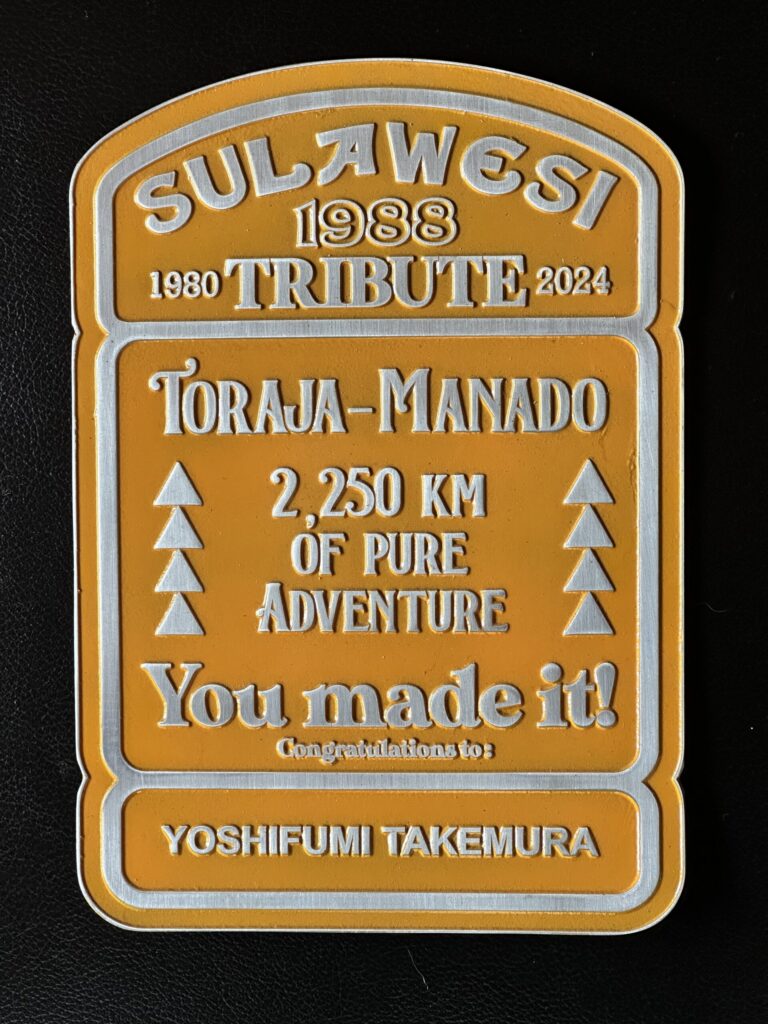 SULAWESI
1988
1980 TRIBUTE 2024
TORAJA-MANADO
2,250 KM
OF PURE
ADVENTURE
You made it!
Congratulations to:
YOSHIFUMI TAKEMURA